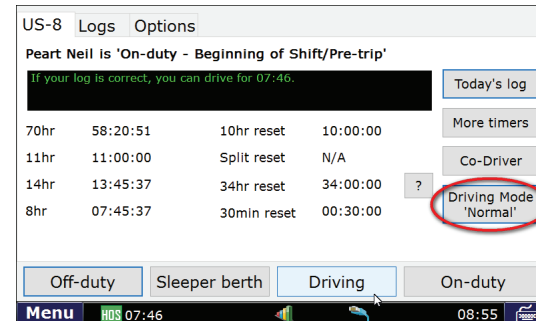 US-8 Logs Options
Peart Neil is 'On-duty - Beginning of Shift/Pre-trip'
If your log is correct, you can drive for 07:46.
Today's log
70hr 58:20:51 10hr reset 10:00:00
More timers
11hr 11:00:00 Split reset N/A
Co-Driver
14hr 13:45:37 34hr reset 34:00:00 ?
Driving Mode
'Normal'
8hr 07:45:37 30min reset 00:30:00
Off-duty Sleeper berth Driving On-duty
Menu HOS 07:46 08:55